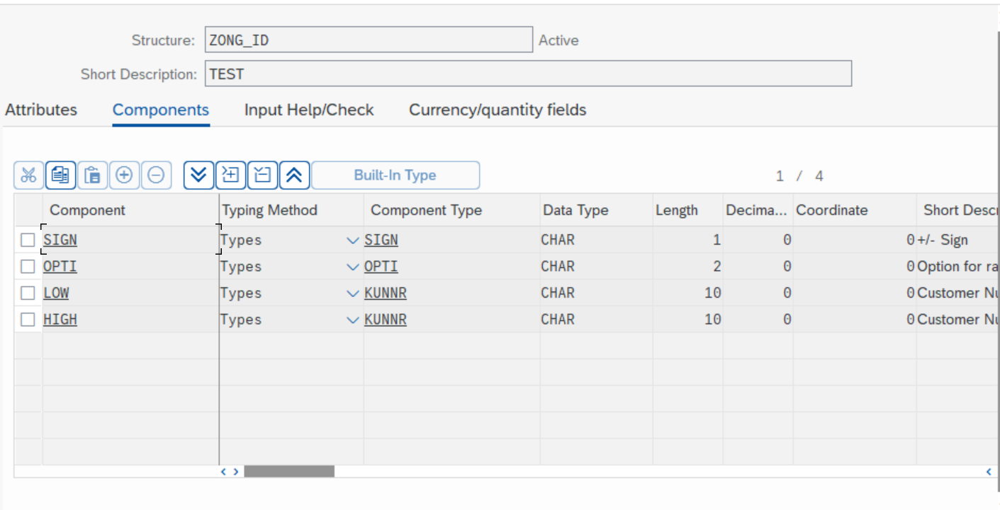 Structure: ZONG_ID Active
Short Description: TEST
Attributes Components Input Help/Check Currency/quantity fields
Built-In Type 1 / 4
Component Typing Method Component Type Data Type Length Decima... Coordinate Short Descr
SIGN Types SIGN CHAR 1 0 0 +/- Sign
OPTI Types OPTI CHAR 2 0 0 Option for ra
LOW Types KUNNR CHAR 10 0 0 Customer Nu
HIGH Types KUNNR CHAR 10 0 0 Customer Nu